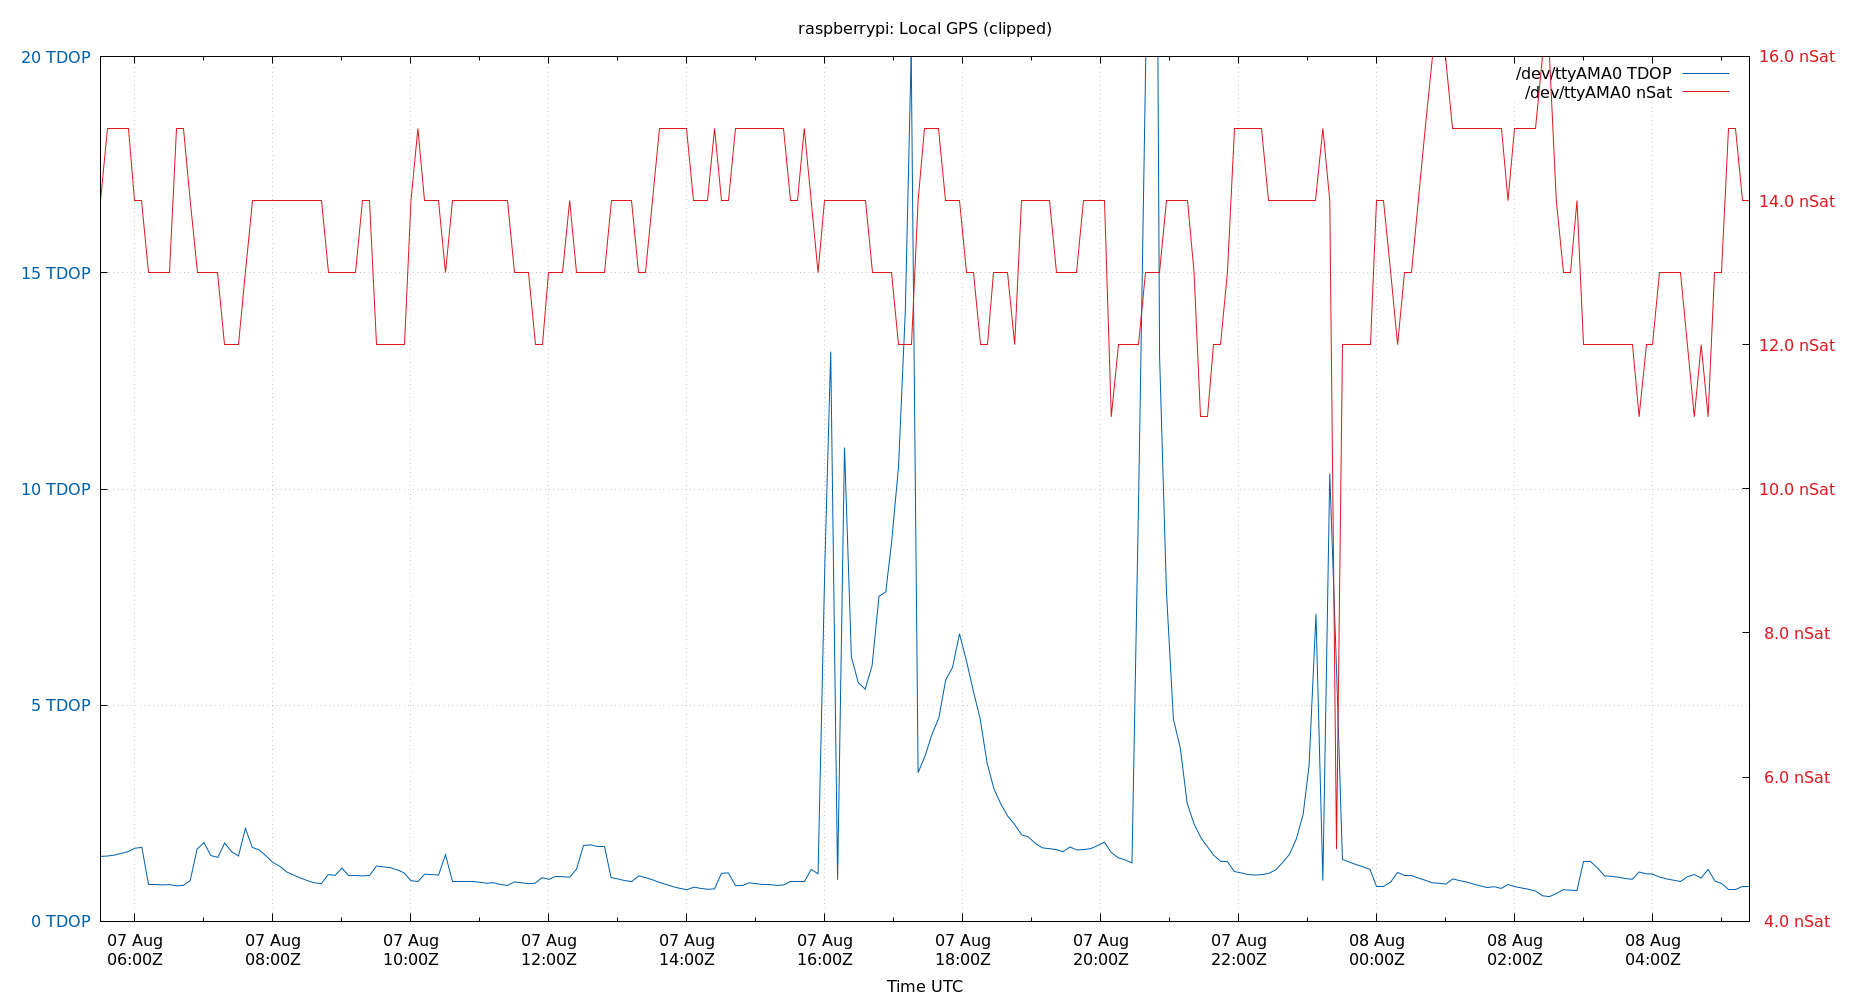 raspberrypi: Local GPS (clipped)
20 TDOP
15 TDOP
10 TDOP
5 TDOP
0 TDOP
16.0 nSat
14.0 nSat
12.0 nSat
10.0 nSat
8.0 nSat
6.0 nSat
4.0 nSat
/dev/ttyAMA0 TDOP
/dev/ttyAMA0 nSat
07 Aug
06:00Z
07 Aug
08:00Z
07 Aug
10:00Z
07 Aug
12:00Z
07 Aug
14:00Z
07 Aug
16:00Z
07 Aug
18:00Z
07 Aug
20:00Z
07 Aug
22:00Z
08 Aug
00:00Z
08 Aug
02:00Z
08 Aug
04:00Z
Time UTC